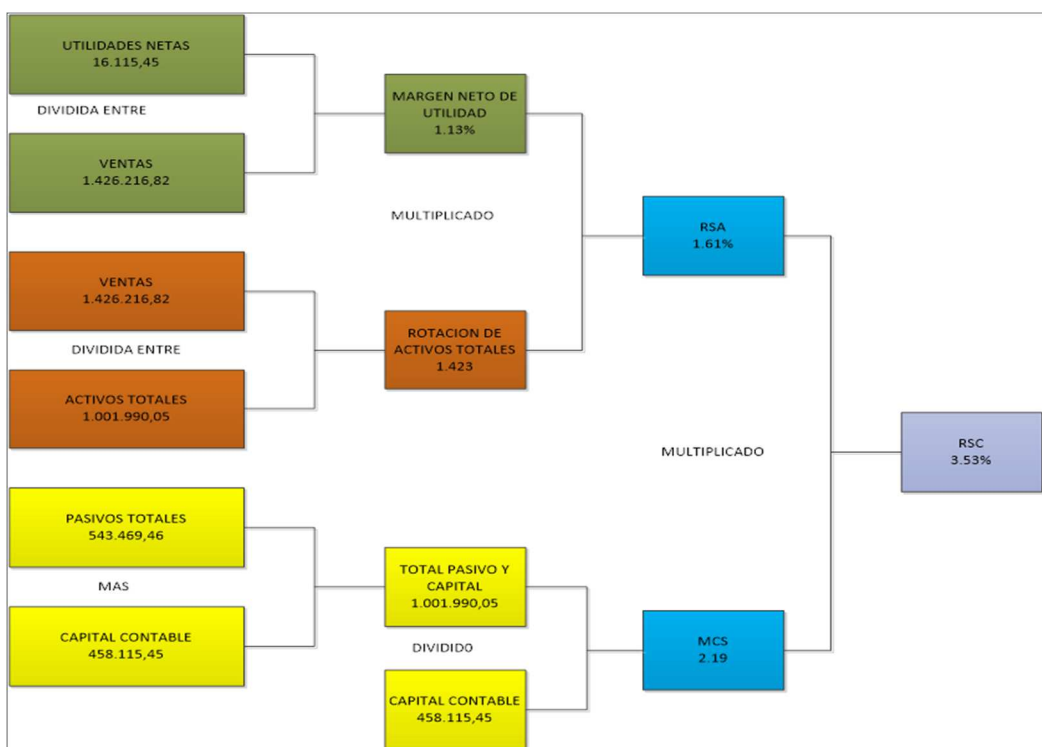 UTILIDADES NETAS
16.115,45
DIVIDIDA ENTRE
VENTAS
1.426.216,82
MARGEN NETO DE
UTILIDAD
1.13%
MULTIPLICADO
VENTAS
1.426.216,82
DIVIDIDA ENTRE
ACTIVOS TOTALES
1.001.990,05
ROTACION DE
ACTIVOS TOTALES
1.423
RSA
1.61%
MULTIPLICADO
RSC
3.53%
PASIVOS TOTALES
543.469,46
MAS
CAPITAL CONTABLE
458.115,45
TOTAL PASIVO Y
CAPITAL
1.001.990,05
DIVIDID0
CAPITAL CONTABLE
458.115,45
MCS
2.19